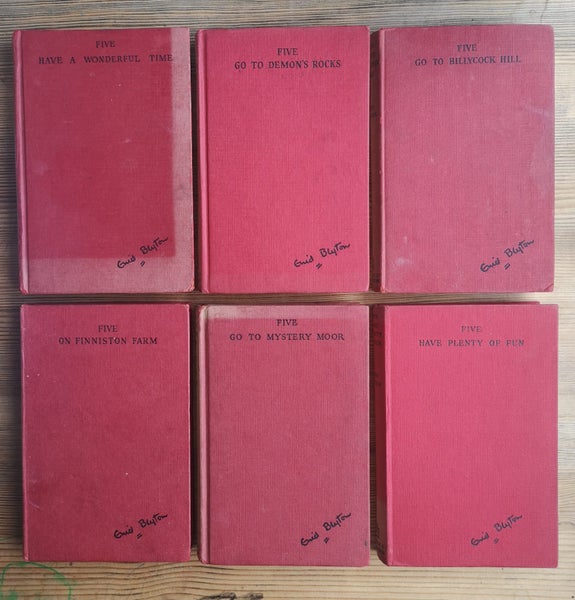 FIVE
HAVE A WONDERFUL TIME
Enid Blyton
FIVE
GO TO DEMON'S ROCKS
Enid Blyton
FIVE
GO TO BILLYCOCK HILL
Enid Blyton
FIVE
ON FINNISTON FARM
Enid Blyton
FIVE
GO TO MYSTERY MOOR
Enid Blyton
FIVE
HAVE PLENTY OF FUN
Enid Blyton